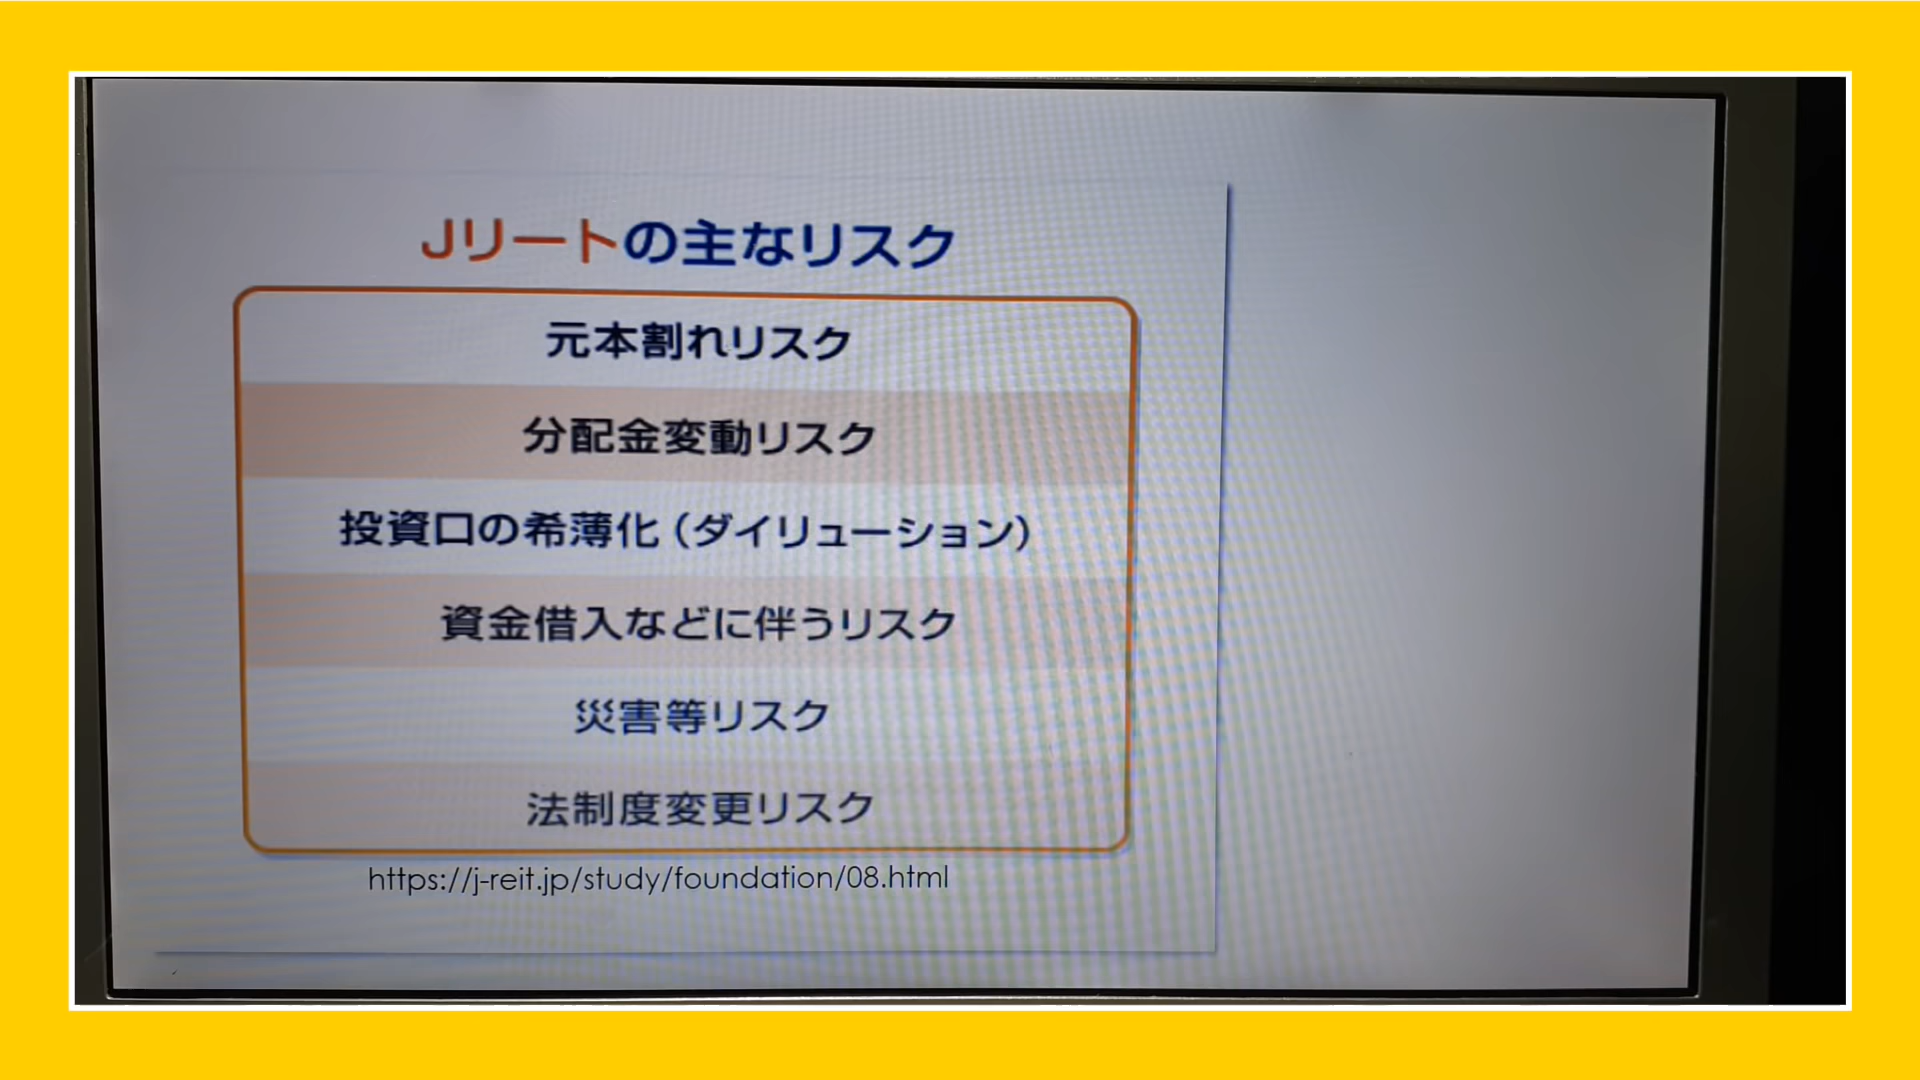 Jリートの主なリスク
元本割れリスク
分配金変動リスク
投資口の希薄化（ダイリューション）
資金借入などに伴うリスク
災害等リスク
法制度変更リスク
https://j-reit.jp/study/foundation/08.html